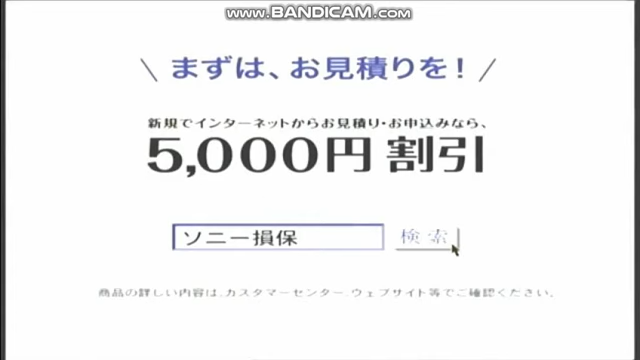 www.BANDICAM.com
\ まずは、お見積りを! /
新規でインターネットからお見積り・お申込みなら、
5,000円 割引
ソニー損保 検索
商品の詳しい内容は、カスタマーセンター、ウェブサイト等でご確認ください。